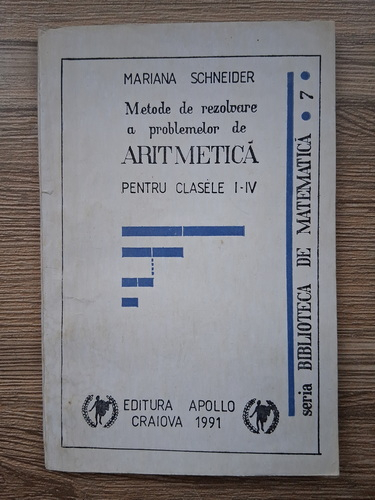 MARIANA SCHNEIDER
Metode de rezolvare
a problemelor de
ARITMETICĂ
PENTRU CLASELE I-IV
seria BIBLIOTECA DE MATEMATICĂ • 7 •
EDITURA APOLLO
CRAIOVA 1991